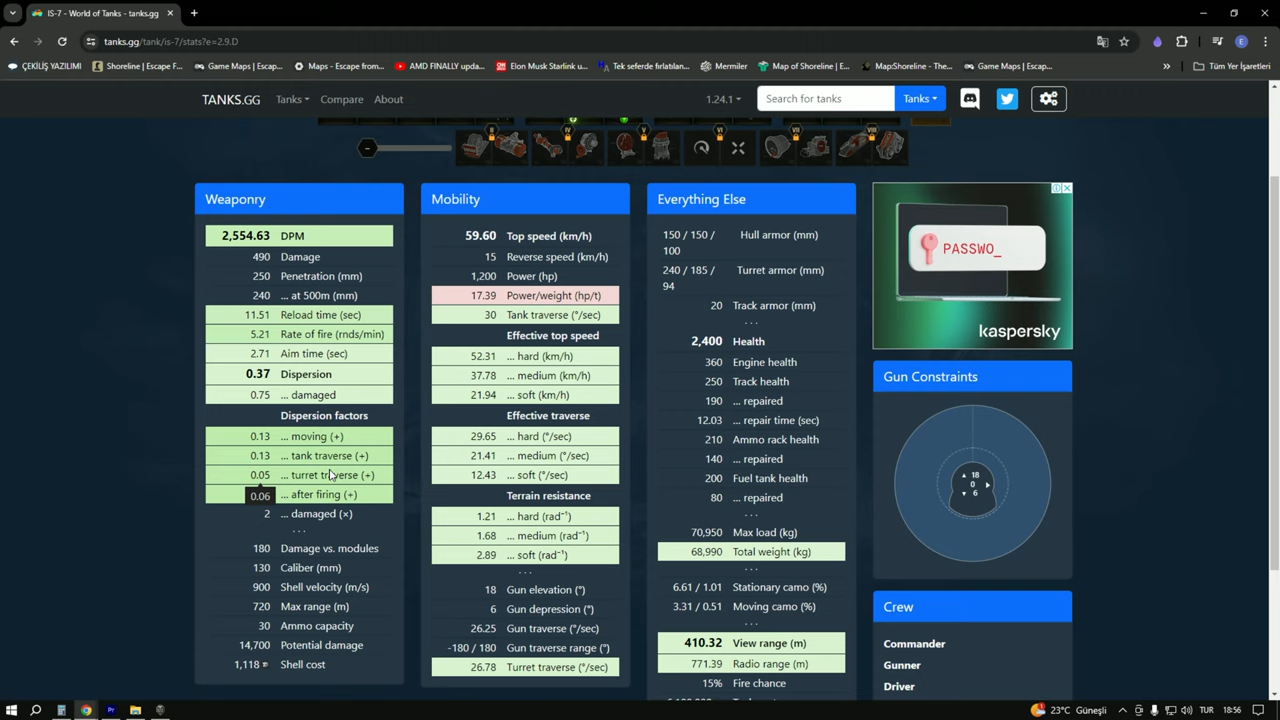 IS-7 - World of Tanks - tanks.gg
tanks.gg/tank/is-7/stats?e=2.9.D
E
ÇEKİLİŞ YAZILIMI
Shoreline | Escape F...
Game Maps | Escap...
Maps - Escape from...
AMD FINALLY upda...
Elon Musk Starlink u...
Tek seferde fırlatılan...
Mermiler
Map of Shoreline | E...
Map:Shoreline - The...
Game Maps | Escap...
Tüm Yer İşaretleri
TANKS.GG
Tanks
Compare
About
1.24.1
Search for tanks
Tanks
II
IV
V
VI
VII
VIII
Weaponry
2,554.63 DPM
490 Damage
250 Penetration (mm)
240 ... at 500m (mm)
11.51 Reload time (sec)
5.21 Rate of fire (rnds/min)
2.71 Aim time (sec)
0.37 Dispersion
0.75 ... damaged
Dispersion factors
0.13 ... moving (+)
0.13 ... tank traverse (+)
0.05 ... turret traverse (+)
0.06 ... after firing (+)
2 ... damaged (×)
...
180 Damage vs. modules
130 Caliber (mm)
900 Shell velocity (m/s)
720 Max range (m)
30 Ammo capacity
14,700 Potential damage
1,118 Shell cost
Mobility
59.60 Top speed (km/h)
15 Reverse speed (km/h)
1,200 Power (hp)
17.39 Power/weight (hp/t)
30 Tank traverse (°/sec)
Effective top speed
52.31 ... hard (km/h)
37.78 ... medium (km/h)
21.94 ... soft (km/h)
Effective traverse
29.65 ... hard (°/sec)
21.41 ... medium (°/sec)
12.43 ... soft (°/sec)
Terrain resistance
1.21 ... hard (rad⁻¹)
1.68 ... medium (rad⁻¹)
2.89 ... soft (rad⁻¹)
...
18 Gun elevation (°)
6 Gun depression (°)
26.25 Gun traverse (°/sec)
-180 / 180 Gun traverse range (°)
26.78 Turret traverse (°/sec)
Everything Else
150 / 150 / Hull armor (mm)
100
240 / 185 / Turret armor (mm)
94
20 Track armor (mm)
...
2,400 Health
360 Engine health
250 Track health
190 ... repaired
12.03 ... repair time (sec)
210 Ammo rack health
140 ... repaired
200 Fuel tank health
80 ... repaired
...
70,950 Max load (kg)
68,990 Total weight (kg)
...
6.61 / 1.01 Stationary camo (%)
3.31 / 0.51 Moving camo (%)
...
410.32 View range (m)
771.39 Radio range (m)
15% Fire chance
PASSWO_
kaspersky
Gun Constraints
18
0
6
Crew
Commander
Gunner
Driver
23°C Güneşli
TUR
18:56